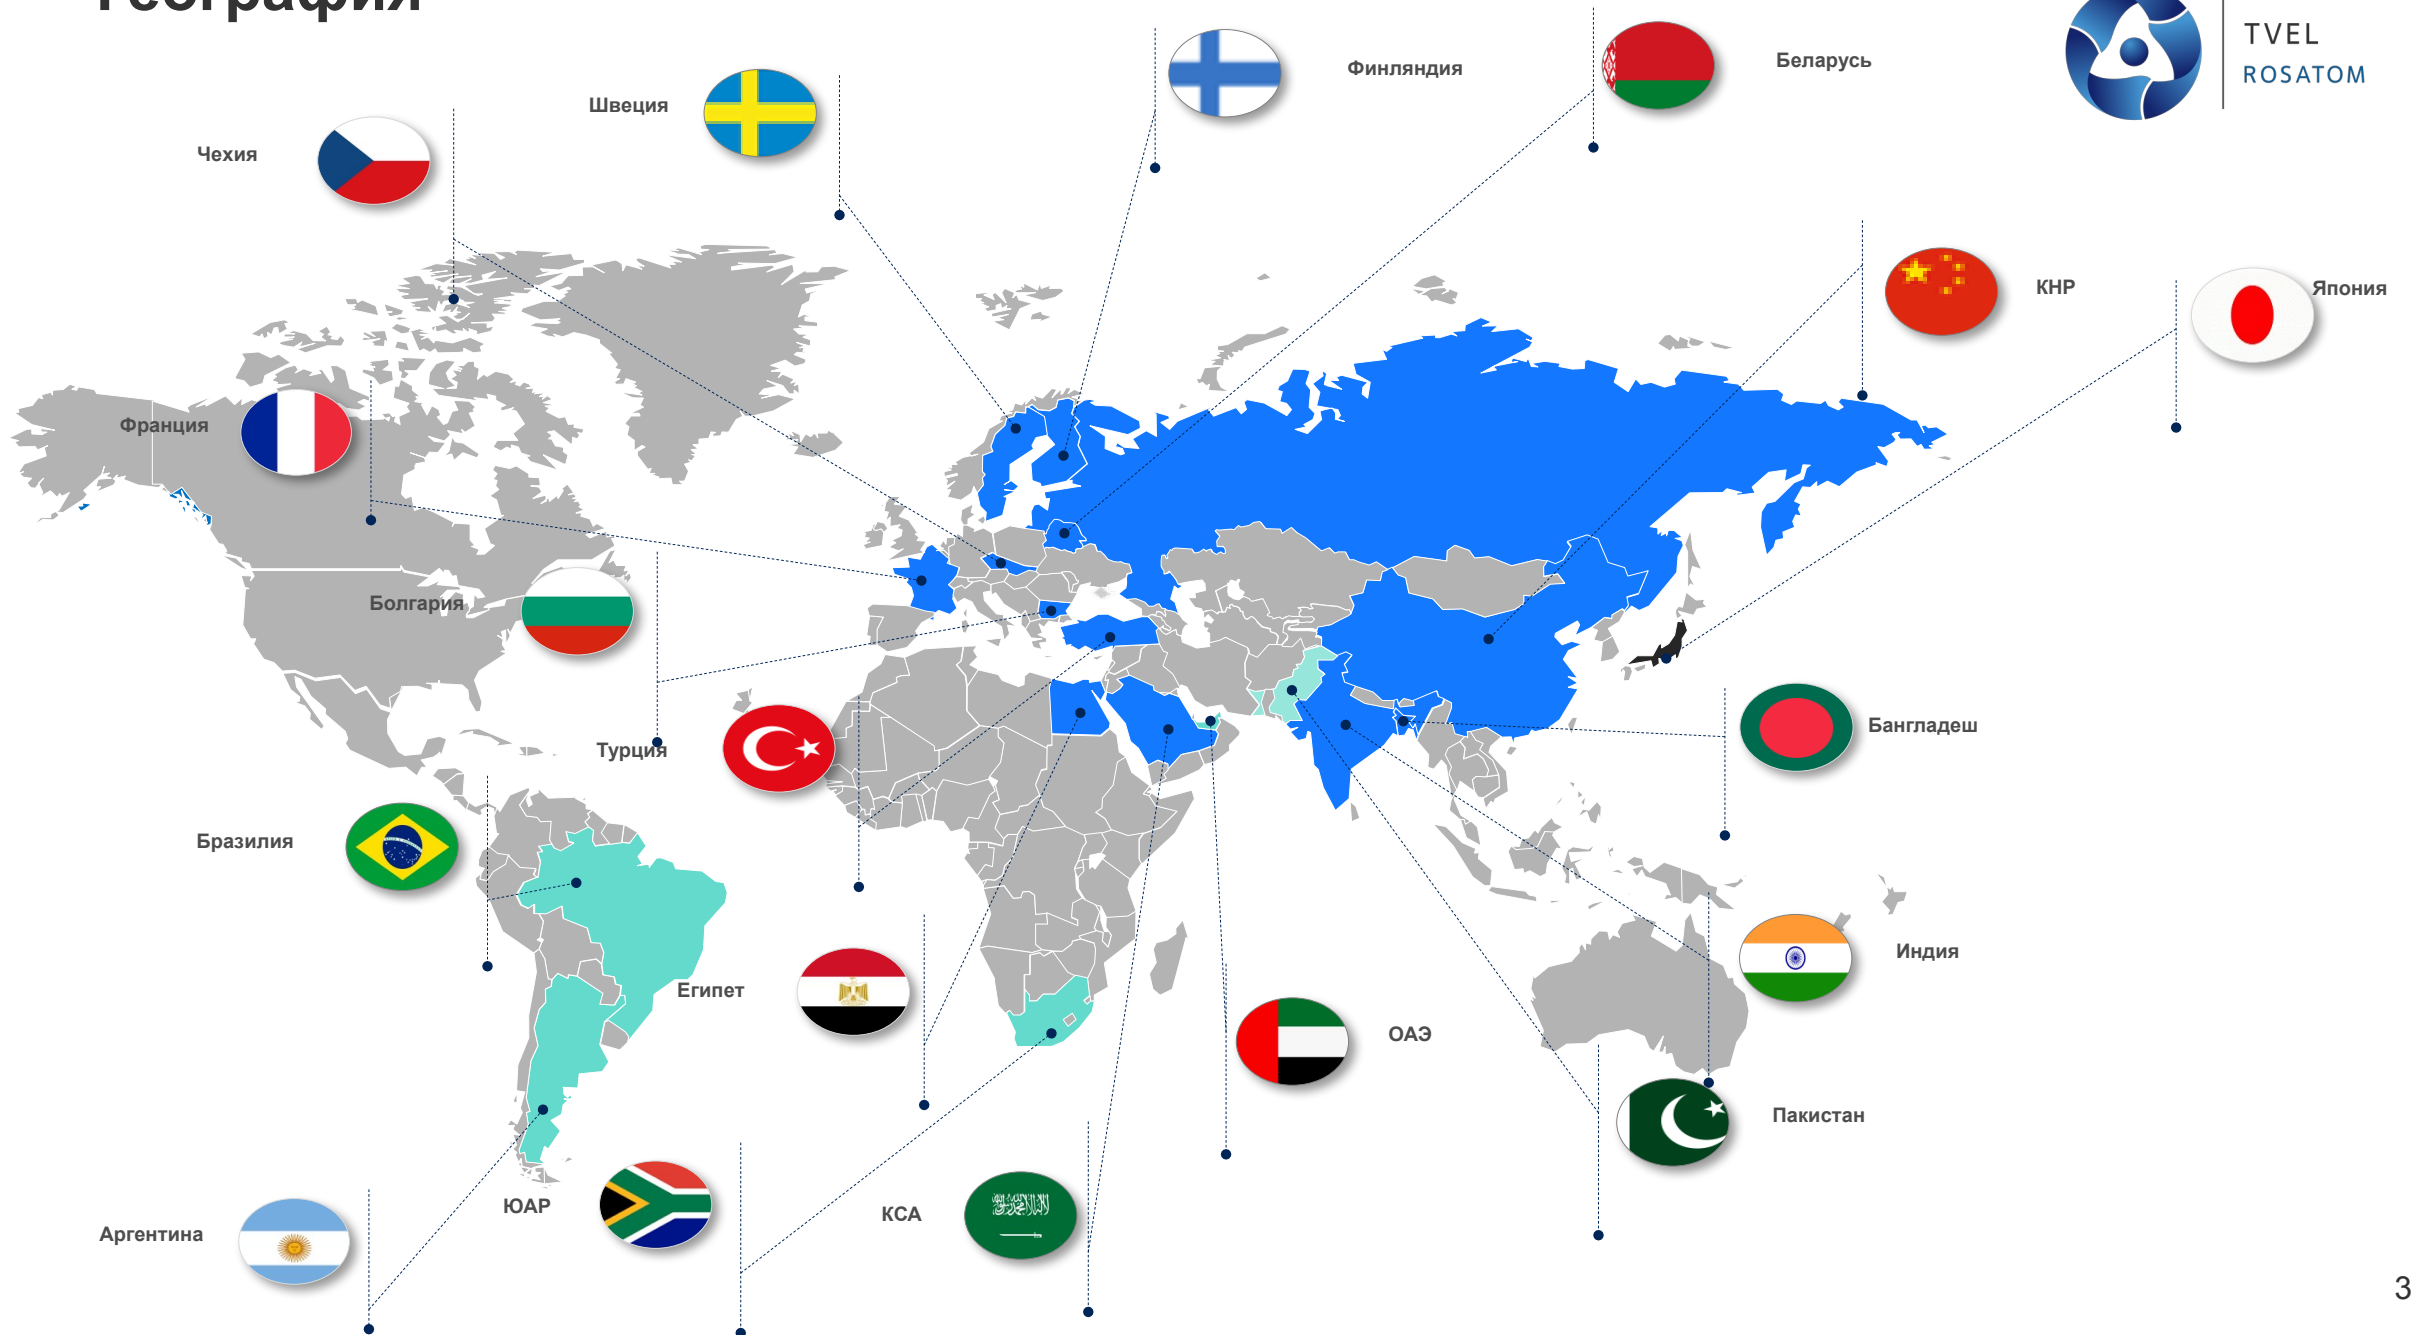 География
TVEL
ROSATOM
Финляндия
Беларусь
Швеция
Чехия
КНР
Япония
Франция
Болгария
Турция
Бангладеш
Бразилия
Индия
Египет
ОАЭ
Пакистан
ЮАР
КСА
Аргентина
3